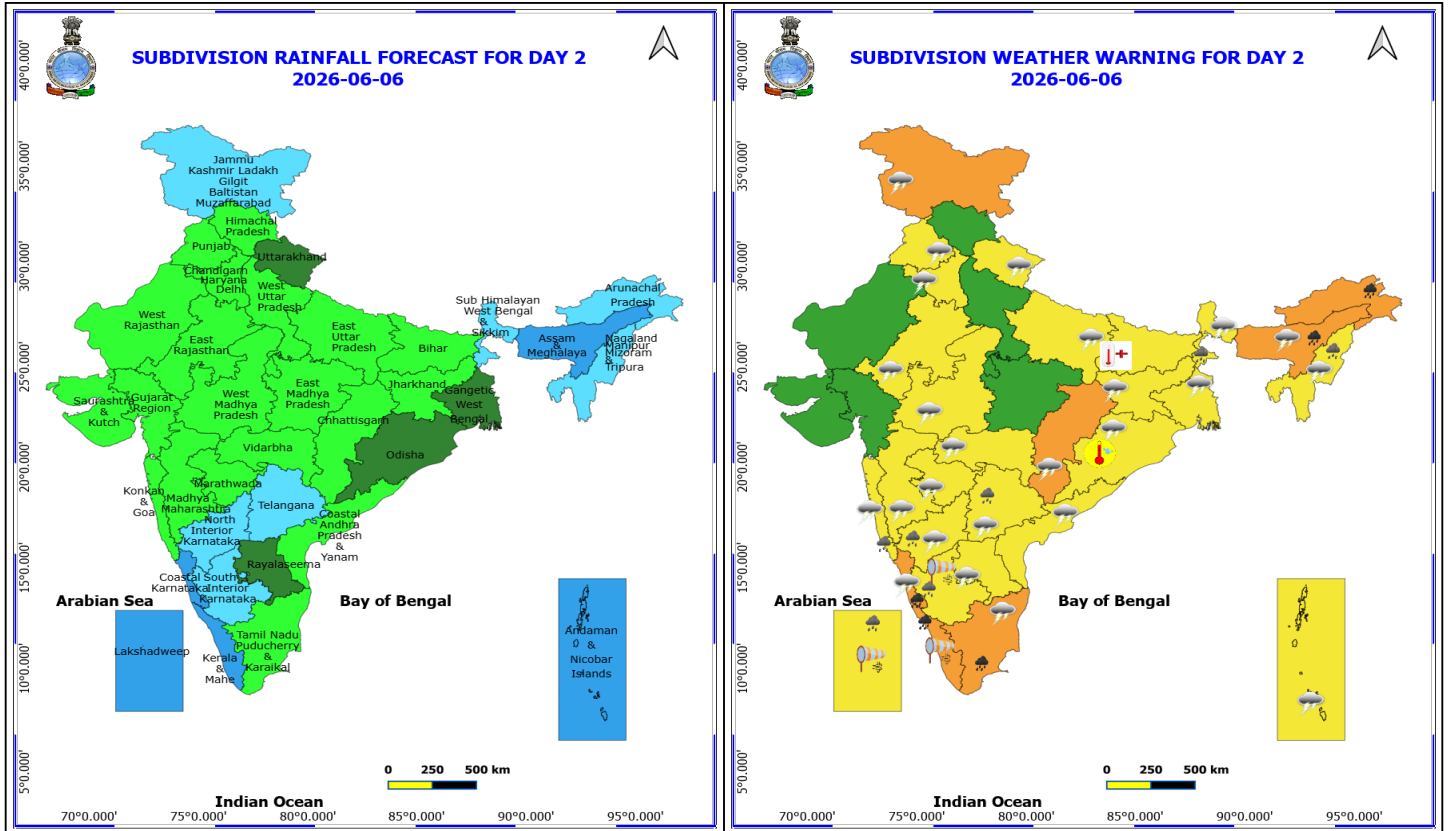 SUBDIVISION RAINFALL FORECAST FOR DAY 2
2026-06-06
40°0.000'
35°0.000'
30°0.000'
25°0.000'
20°0.000'
15°0.000'
10°0.000'
5°0.000'
Jammu
Kashmir Ladakh
Gilgit
Baltistan
Muzaffarabad
Himachal
Pradesh
Punjab
Uttarakhand
Chandigarh
Haryana
Delhi
West
Uttar
Pradesh
Arunachal
Pradesh
Sub Himalayan
West Bengal
&
Sikkim
West
Rajasthan
East
Rajasthan
East
Uttar
Pradesh
Bihar
Assam
&
Meghalaya
Nagaland
Manipur
Mizoram
&
Tripura
Jharkhand
Gangetic
West
Bengal
Saurashtra
&
Kutch
Gujarat
Region
West
Madhya
Pradesh
East
Madhya
Pradesh
Chhattisgarh
Vidarbha
Odisha
Konkan
&
Goa
Madhya
Maharashtra
Marathwada
Telangana
North
Interior
Karnataka
Coastal
Andhra
Pradesh
&
Yanam
Rayalaseema
Coastal
Karnataka
South
Interior
Karnataka
Arabian Sea
Bay of Bengal
Lakshadweep
Kerala
&
Mahe
Tamil Nadu
Puducherry
&
Karaikal
Andaman
&
Nicobar
Islands
0 250 500 km
Indian Ocean
70°0.000' 75°0.000' 80°0.000' 85°0.000' 90°0.000' 95°0.000'
SUBDIVISION WEATHER WARNING FOR DAY 2
2026-06-06
40°0.000'
35°0.000'
30°0.000'
25°0.000'
20°0.000'
15°0.000'
10°0.000'
5°0.000'
Arabian Sea
Bay of Bengal
0 250 500 km
Indian Ocean
70°0.000' 75°0.000' 80°0.000' 85°0.000' 90°0.000' 95°0.000'